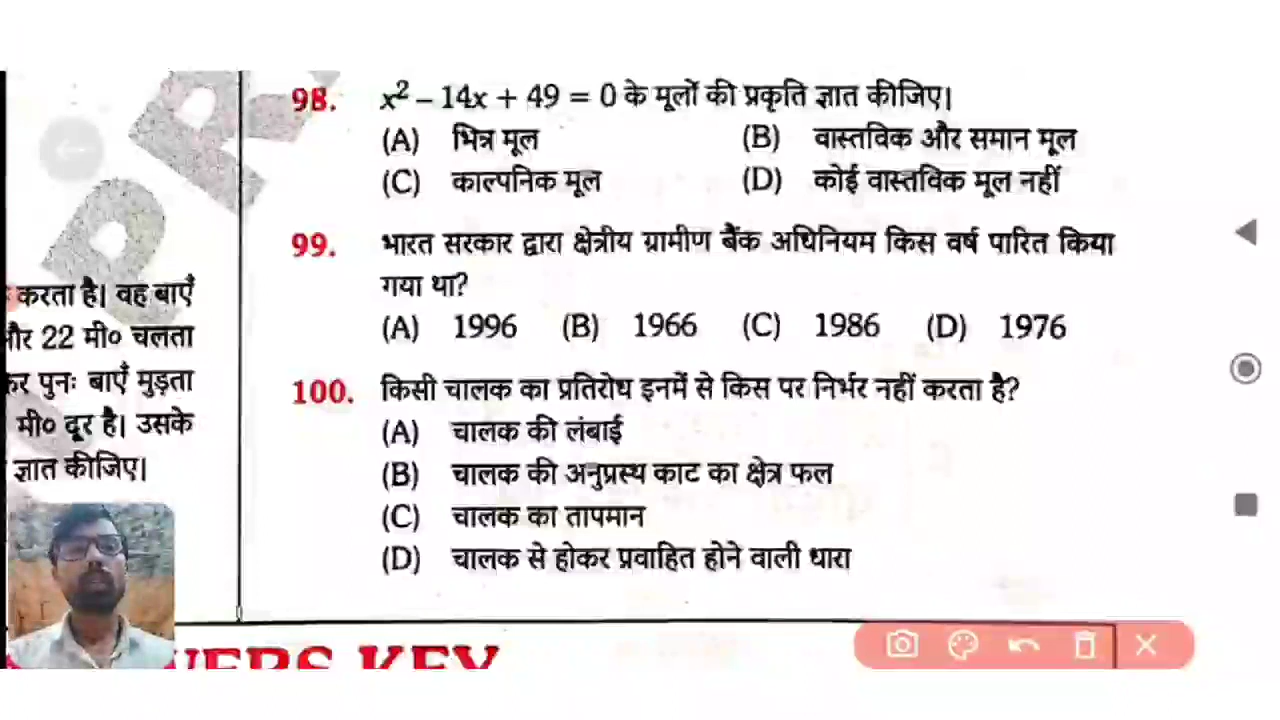 98. x² – 14x + 49 = 0 के मूलों की प्रकृति ज्ञात कीजिए।
(A) भिन्न मूल (B) वास्तविक और समान मूल
(C) काल्पनिक मूल (D) कोई वास्तविक मूल नहीं
99. भारत सरकार द्वारा क्षेत्रीय ग्रामीण बैंक अधिनियम किस वर्ष पारित किया
गया था?
(A) 1996 (B) 1966 (C) 1986 (D) 1976
100. किसी चालक का प्रतिरोध इनमें से किस पर निर्भर नहीं करता है?
(A) चालक की लंबाई
(B) चालक की अनुप्रस्थ काट का क्षेत्र फल
(C) चालक का तापमान
(D) चालक से होकर प्रवाहित होने वाली धारा
करता है। वह बाएँ
और 22 मी० चलता
कर पुनः बाएँ मुड़ता
मी० दूर है। उसके
ज्ञात कीजिए।
WERS KEY